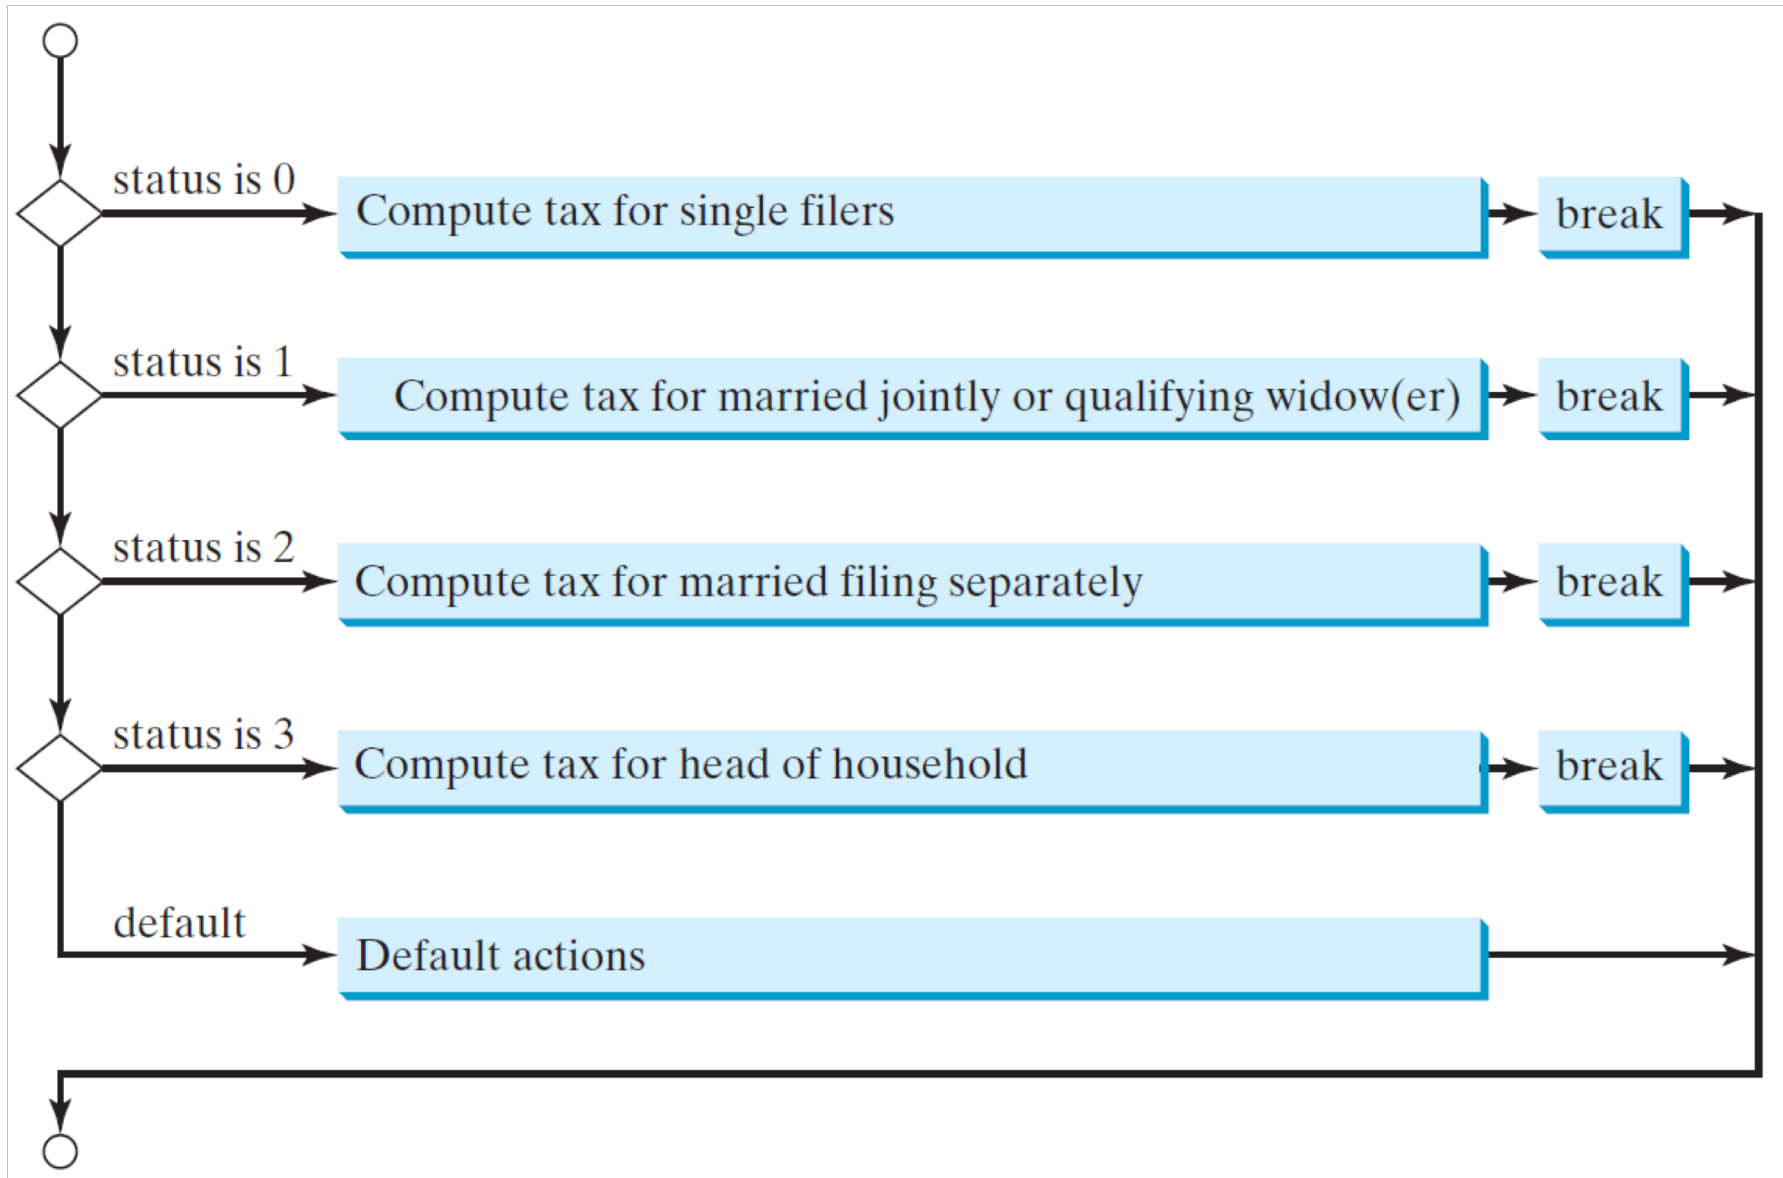 status is 0
Compute tax for single filers
break
status is 1
Compute tax for married jointly or qualifying widow(er)
break
status is 2
Compute tax for married filing separately
break
status is 3
Compute tax for head of household
break
default
Default actions